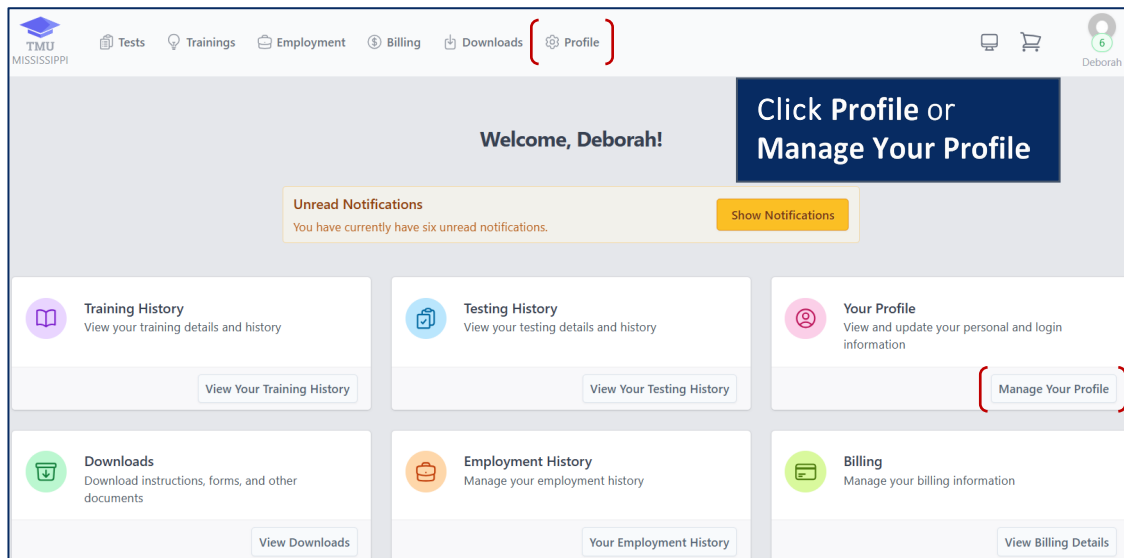 TMU
MISSISSIPPI
Tests
Trainings
Employment
Billing
Downloads
Profile
6
Deborah
Click Profile or
Manage Your Profile
Welcome, Deborah!
Unread Notifications
You have currently have six unread notifications.
Show Notifications
Training History
View your training details and history
View Your Training History
Testing History
View your testing details and history
View Your Testing History
Your Profile
View and update your personal and login
information
Manage Your Profile
Downloads
Download instructions, forms, and other
documents
View Downloads
Employment History
Manage your employment history
Your Employment History
Billing
Manage your billing information
View Billing Details